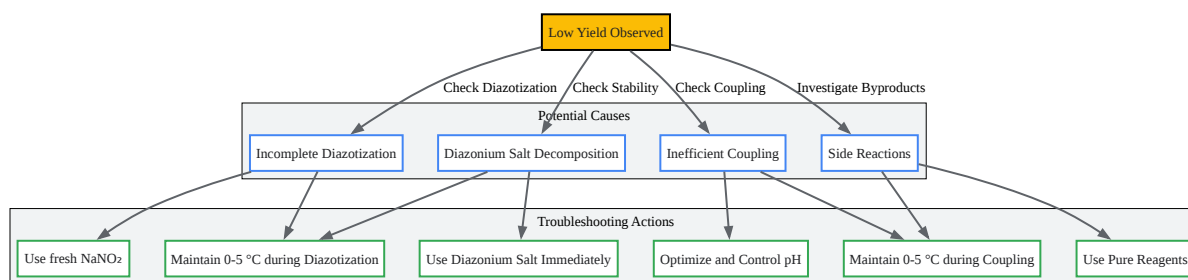 Low Yield Observed
Check Diazotization
Check Stability
Check Coupling
Investigate Byproducts
Potential Causes
Incomplete Diazotization
Diazonium Salt Decomposition
Inefficient Coupling
Side Reactions
Troubleshooting Actions
Use fresh NaNO₂
Maintain 0-5 °C during Diazotization
Use Diazonium Salt Immediately
Optimize and Control pH
Maintain 0-5 °C during Coupling
Use Pure Reagents